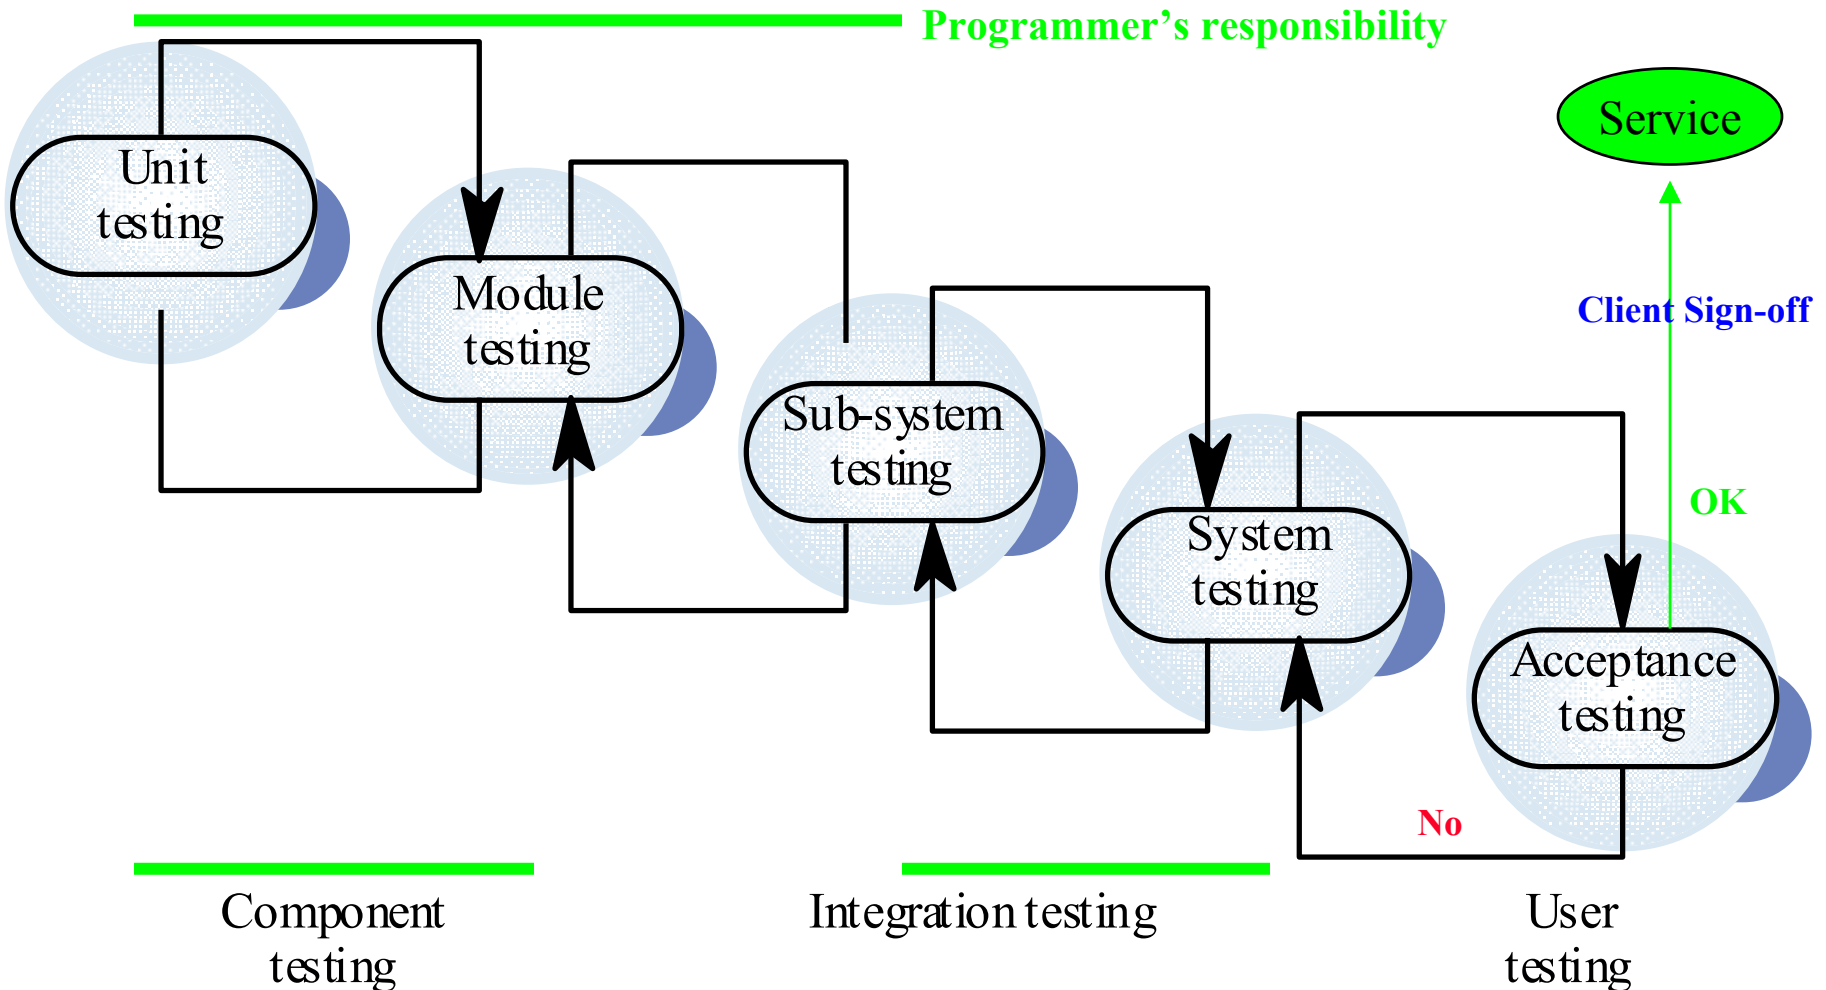 Programmer’s responsibility
Service
Unit
testing
Module
testing
Client Sign-off
Sub-system
testing
OK
System
testing
Acceptance
testing
No
Component
testing
Integration testing
User
testing